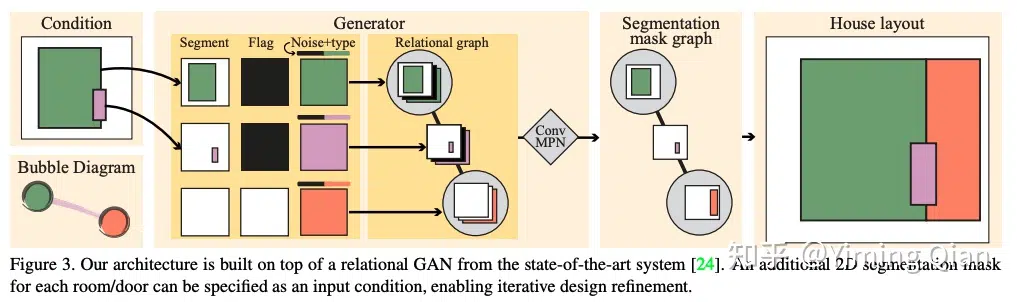 Condition
Generator
Segmentation
mask graph
House layout
Segment
Flag
Noise+type
Relational graph
Bubble Diagram
Conv
MPN
知乎 @Yiming Qian
Figure 3. Our architecture is built on top of a relational GAN from the state-of-the-art system [24]. An additional 2D segmentation mask
for each room/door can be specified as an input condition, enabling iterative design refinement.